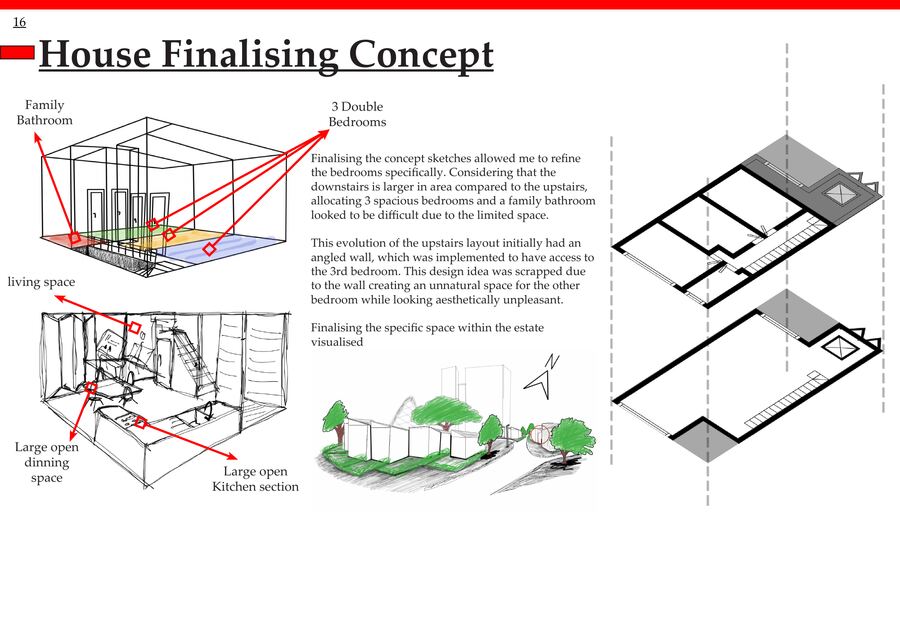 16
House Finalising Concept
Family
Bathroom
3 Double
Bedrooms
Finalising the concept sketches allowed me to refine
the bedrooms specifically. Considering that the
downstairs is larger in area compared to the upstairs,
allocating 3 spacious bedrooms and a family bathroom
looked to be difficult due to the limited space.
This evolution of the upstairs layout initially had an
angled wall, which was implemented to have access to
the 3rd bedroom. This design idea was scrapped due
to the wall creating an unnatural space for the other
bedroom while looking aesthetically unpleasant.
Finalising the specific space within the estate
visualised
living space
Large open
dinning
space
Large open
Kitchen section
N